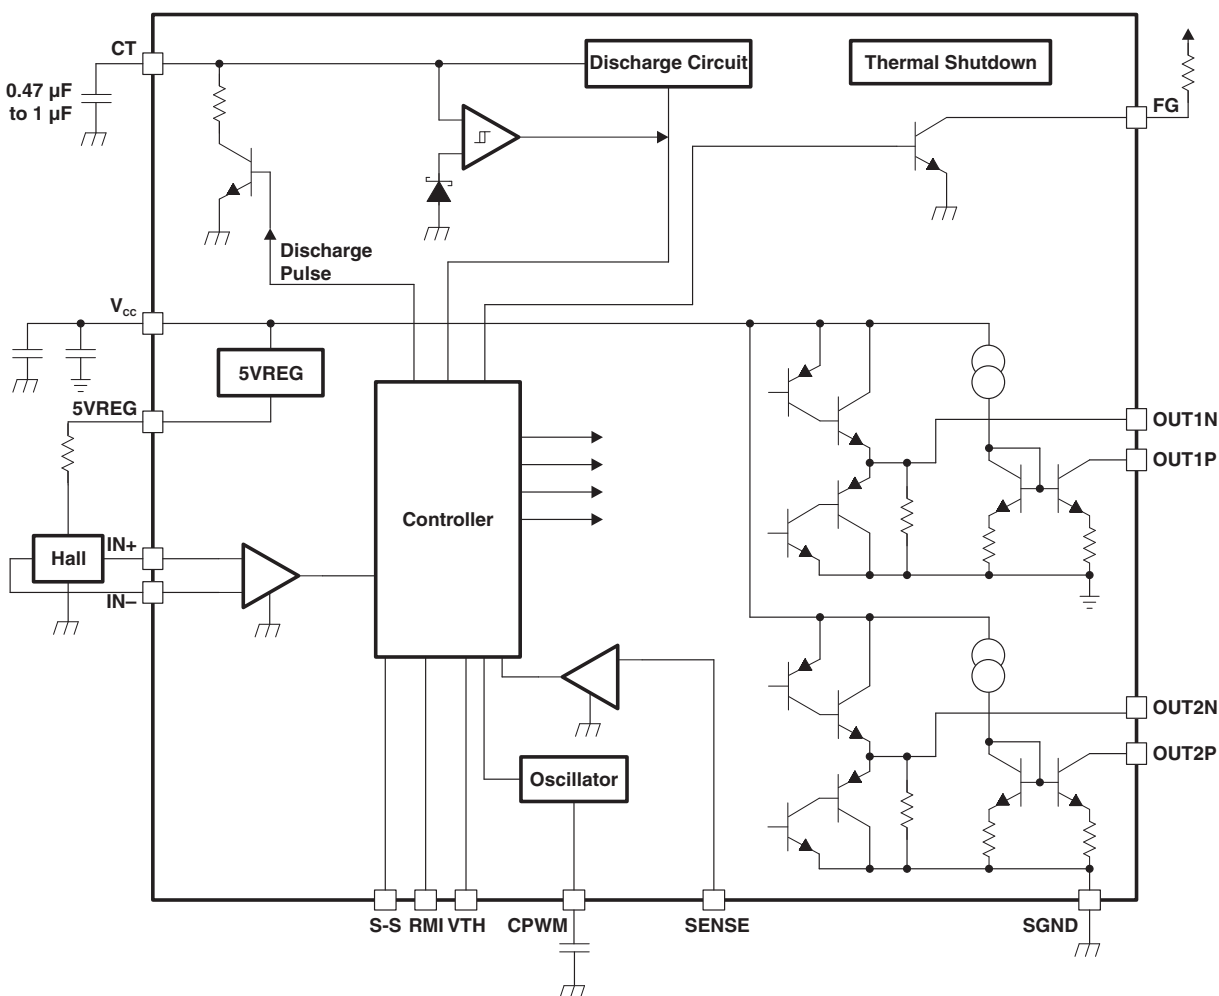 CT
Discharge Circuit
Thermal Shutdown
0.47 µF
to 1 µF
FG
Discharge
Pulse
VCC
5VREG
5VREG
OUT1N
OUT1P
Controller
Hall
IN+
IN–
OUT2N
OUT2P
Oscillator
S-S
RMI
VTH
CPWM
SENSE
SGND